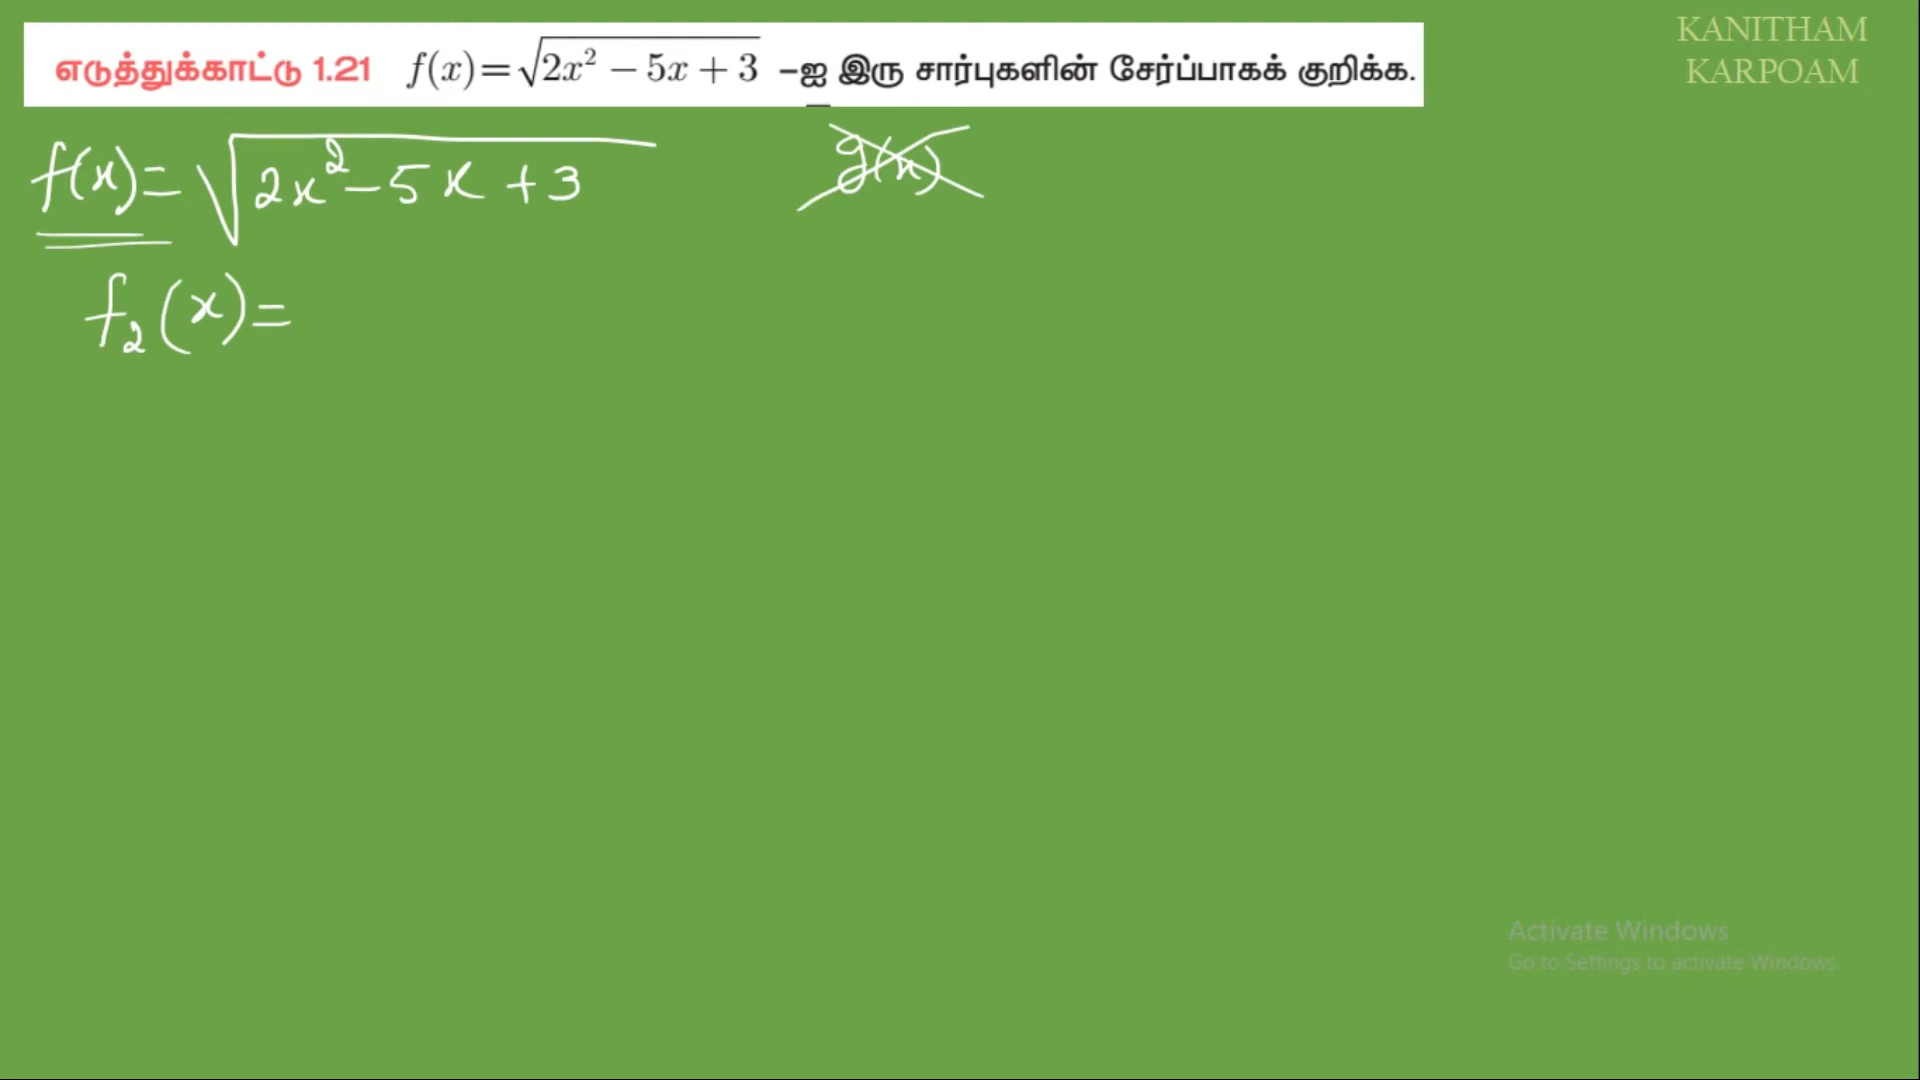 எடுத்துக்காட்டு 1.21 f(x)=√(2x² − 5x + 3) −ஐ இரு சார்புகளின் சேர்ப்பாகக் குறிக்க.
KANITHAM
KARPOAM
f(x)= √(2x²−5x+3)
g(x)
f₂(x)=
Activate Windows
Go to Settings to activate Windows.